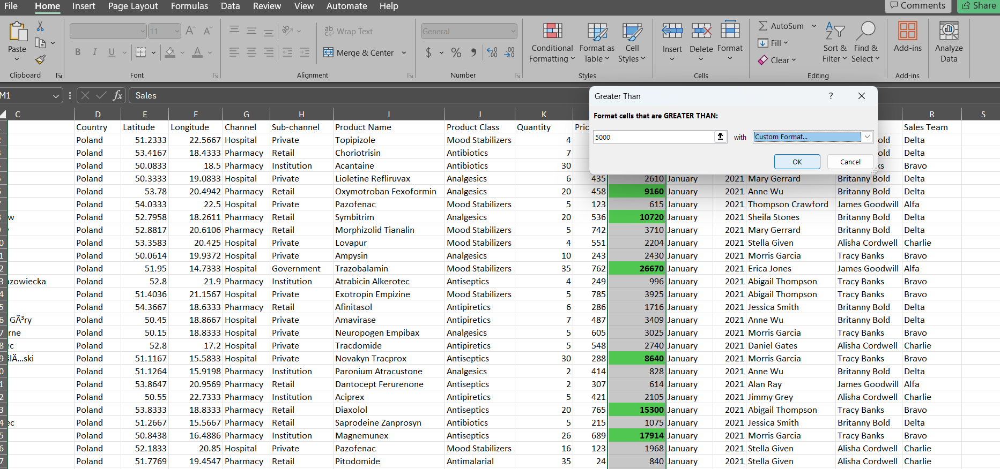 File Home Insert Page Layout Formulas Data Review View Automate Help Comments Share
Paste
Clipboard
11
B I U
Font
Wrap Text
Merge & Center
Alignment
General
$ % 9
Number
Conditional Formatting
Format as Table
Cell Styles
Styles
Insert Delete Format
Cells
AutoSum
Fill
Clear
Sort & Filter
Find & Select
Editing
Add-ins
Add-ins
Analyze Data
M1 fx Sales
Greater Than ?
Format cells that are GREATER THAN:
5000 with Custom Format...
OK Cancel
C D E F G H I J K R S
Country Latitude Longitude Channel Sub-channel Product Name Product Class Quantity Pric Sales Team
Poland 51.2333 22.5667 Hospital Private Topipizole Mood Stabilizers 4 old Delta
Poland 53.4167 18.4333 Pharmacy Retail Choriotrisin Antibiotics 7 old Delta
Poland 50.0833 18.5 Pharmacy Institution Acantaine Antibiotics 30 ks Bravo
Poland 50.3333 19.0833 Hospital Private Lioletine Refliruvax Analgesics 6 435 2610 January 2021 Mary Gerrard Britanny Bold Delta
Poland 53.78 20.4942 Pharmacy Retail Oxymotroban Fexoformin Analgesics 20 458 9160 January 2021 Anne Wu Britanny Bold Delta
Poland 54.0333 22.5 Hospital Private Pazofenac Mood Stabilizers 5 123 615 January 2021 Thompson Crawford James Goodwill Alfa
w Poland 52.7958 18.2611 Pharmacy Retail Symbitrim Analgesics 20 536 10720 January 2021 Sheila Stones Britanny Bold Delta
Poland 52.8817 20.6106 Pharmacy Retail Morphizolid Tianalin Mood Stabilizers 5 742 3710 January 2021 Mary Gerrard Britanny Bold Delta
Poland 53.3583 20.425 Hospital Private Lovapur Mood Stabilizers 4 551 2204 January 2021 Stella Given Alisha Cordwell Charlie
Poland 50.0614 19.9372 Hospital Private Ampysin Analgesics 10 243 2430 January 2021 Morris Garcia Tracy Banks Bravo
Poland 51.95 14.7333 Hospital Government Trazobalamin Mood Stabilizers 35 762 26670 January 2021 Erica Jones James Goodwill Alfa
azowiecka Poland 52.8 21.9 Pharmacy Institution Atrabicin Alkerotec Antiseptics 4 249 996 January 2021 Abigail Thompson Tracy Banks Bravo
Poland 51.4036 21.1567 Hospital Private Exotropin Empizine Mood Stabilizers 5 785 3925 January 2021 Abigail Thompson Tracy Banks Bravo
Poland 54.3667 18.6333 Pharmacy Retail Afinitasol Antipiretics 6 286 1716 January 2021 Jessica Smith Britanny Bold Delta
GÃ³ry Poland 50.45 18.8667 Hospital Private Amavirase Antipiretics 7 487 3409 January 2021 Anne Wu Britanny Bold Delta
rne Poland 50.15 18.8333 Hospital Private Neuropogen Empibax Analgesics 5 605 3025 January 2021 Morris Garcia Tracy Banks Bravo
ec Poland 52.8 17.2 Hospital Private Tracdomide Antipiretics 5 548 2740 January 2021 Daniel Gates Alisha Cordwell Charlie
lÄ…ski Poland 51.1167 15.5833 Hospital Private Novakyn Tracprox Antiseptics 30 288 8640 January 2021 Morris Garcia Tracy Banks Bravo
Poland 51.1264 15.9198 Pharmacy Institution Paronium Atracustone Analgesics 2 414 828 January 2021 Anne Wu Britanny Bold Delta
Poland 53.8647 20.9569 Pharmacy Retail Dantocept Ferurenone Antiseptics 2 307 614 January 2021 Alan Ray James Goodwill Alfa
Poland 50.55 22.7333 Pharmacy Institution Aciprex Antipiretics 5 421 2105 January 2021 Jimmy Grey Alisha Cordwell Charlie
Poland 53.8333 18.8333 Pharmacy Retail Diaxolol Antiseptics 20 765 15300 January 2021 Abigail Thompson Tracy Banks Bravo
ec Poland 51.2667 15.5667 Pharmacy Retail Saprodeine Zanprosyn Antibiotics 5 215 1075 January 2021 Jessica Smith Britanny Bold Delta
Poland 50.8438 16.4886 Pharmacy Institution Magnemunex Antiseptics 26 689 17914 January 2021 Morris Garcia Tracy Banks Bravo
Poland 52.1833 20.85 Hospital Private Pazofenac Mood Stabilizers 16 123 1968 January 2021 Stella Given Alisha Cordwell Charlie
Poland 51.7769 19.4547 Pharmacy Retail Pitodomide Antimalarial 35 24 840 January 2021 Stella Given Alisha Cordwell Charlie